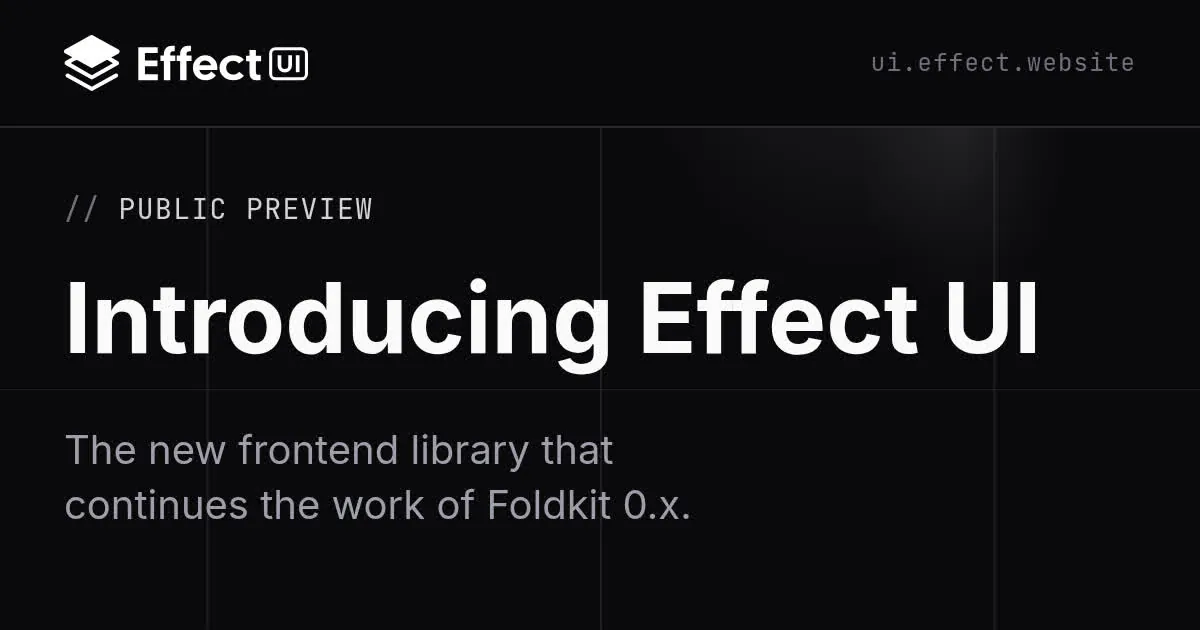 Effect UI
ui.effect.website
// PUBLIC PREVIEW
Introducing Effect UI
The new frontend library that
continues the work of Foldkit 0.x.